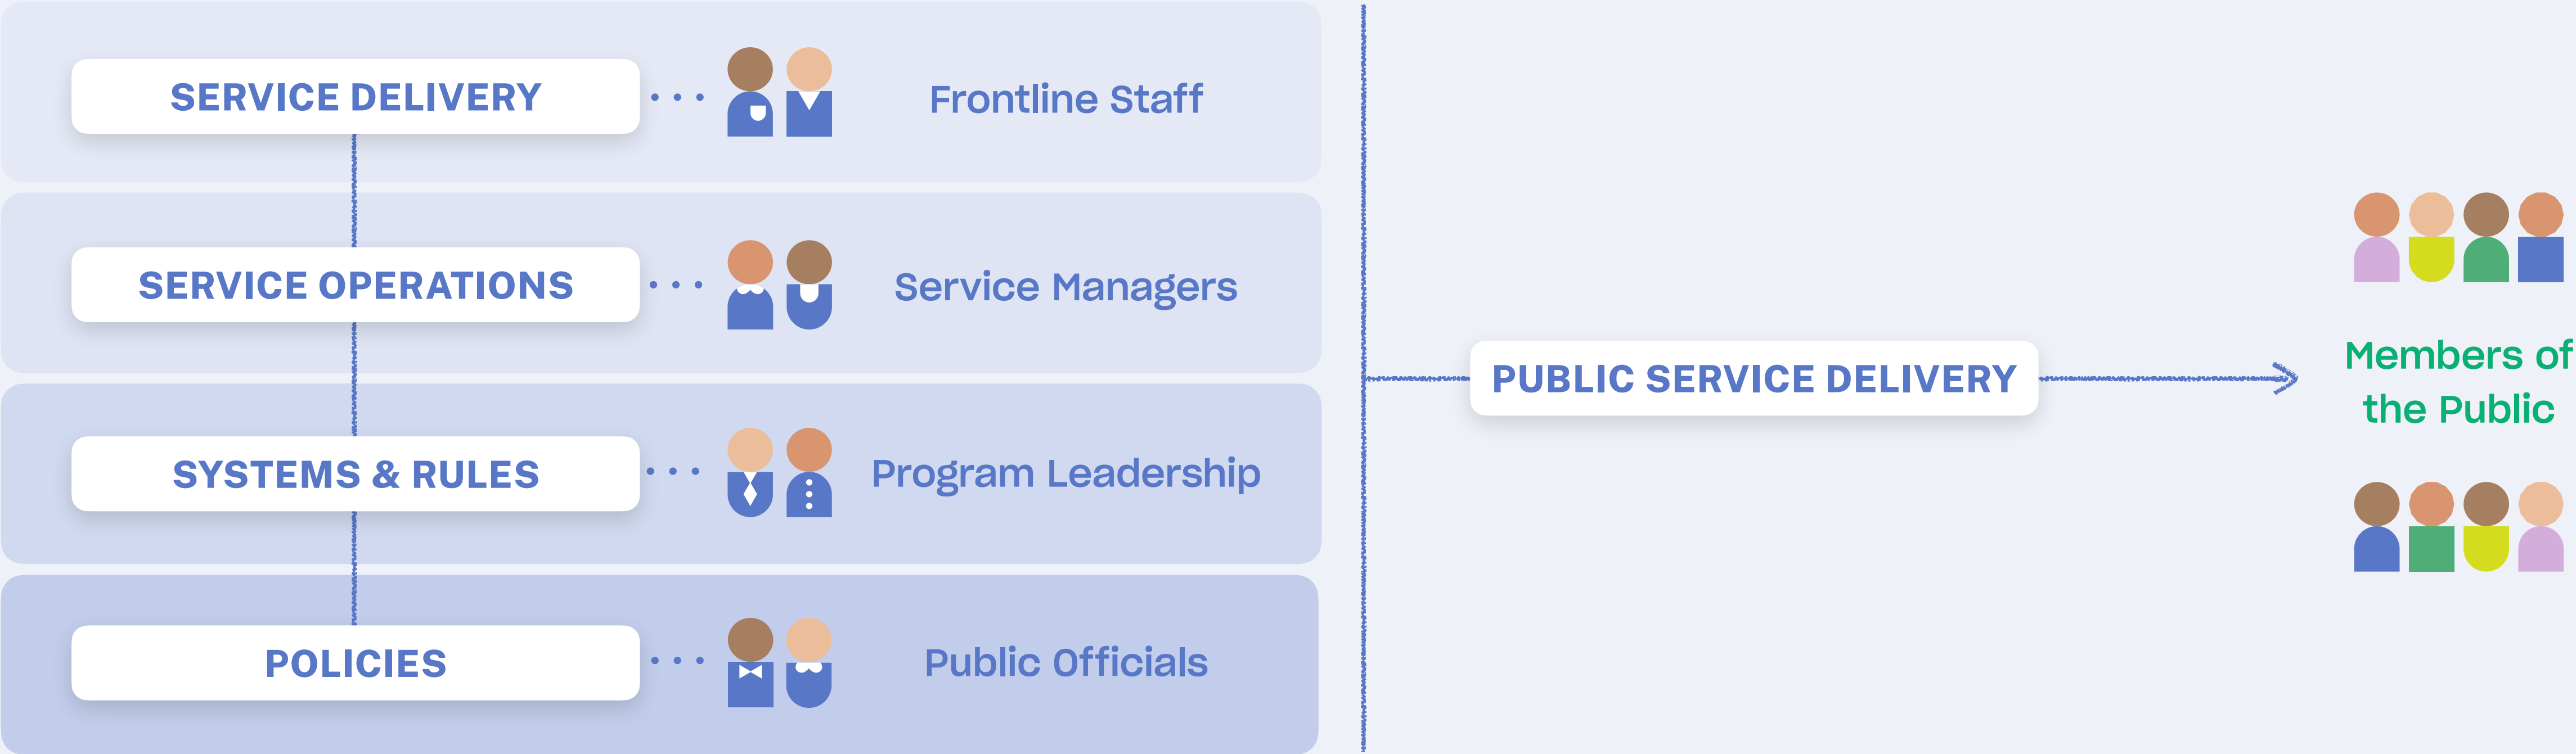 SERVICE DELIVERY
Frontline Staff
SERVICE OPERATIONS
Service Managers
SYSTEMS & RULES
Program Leadership
POLICIES
Public Officials
PUBLIC SERVICE DELIVERY
Members of
the Public